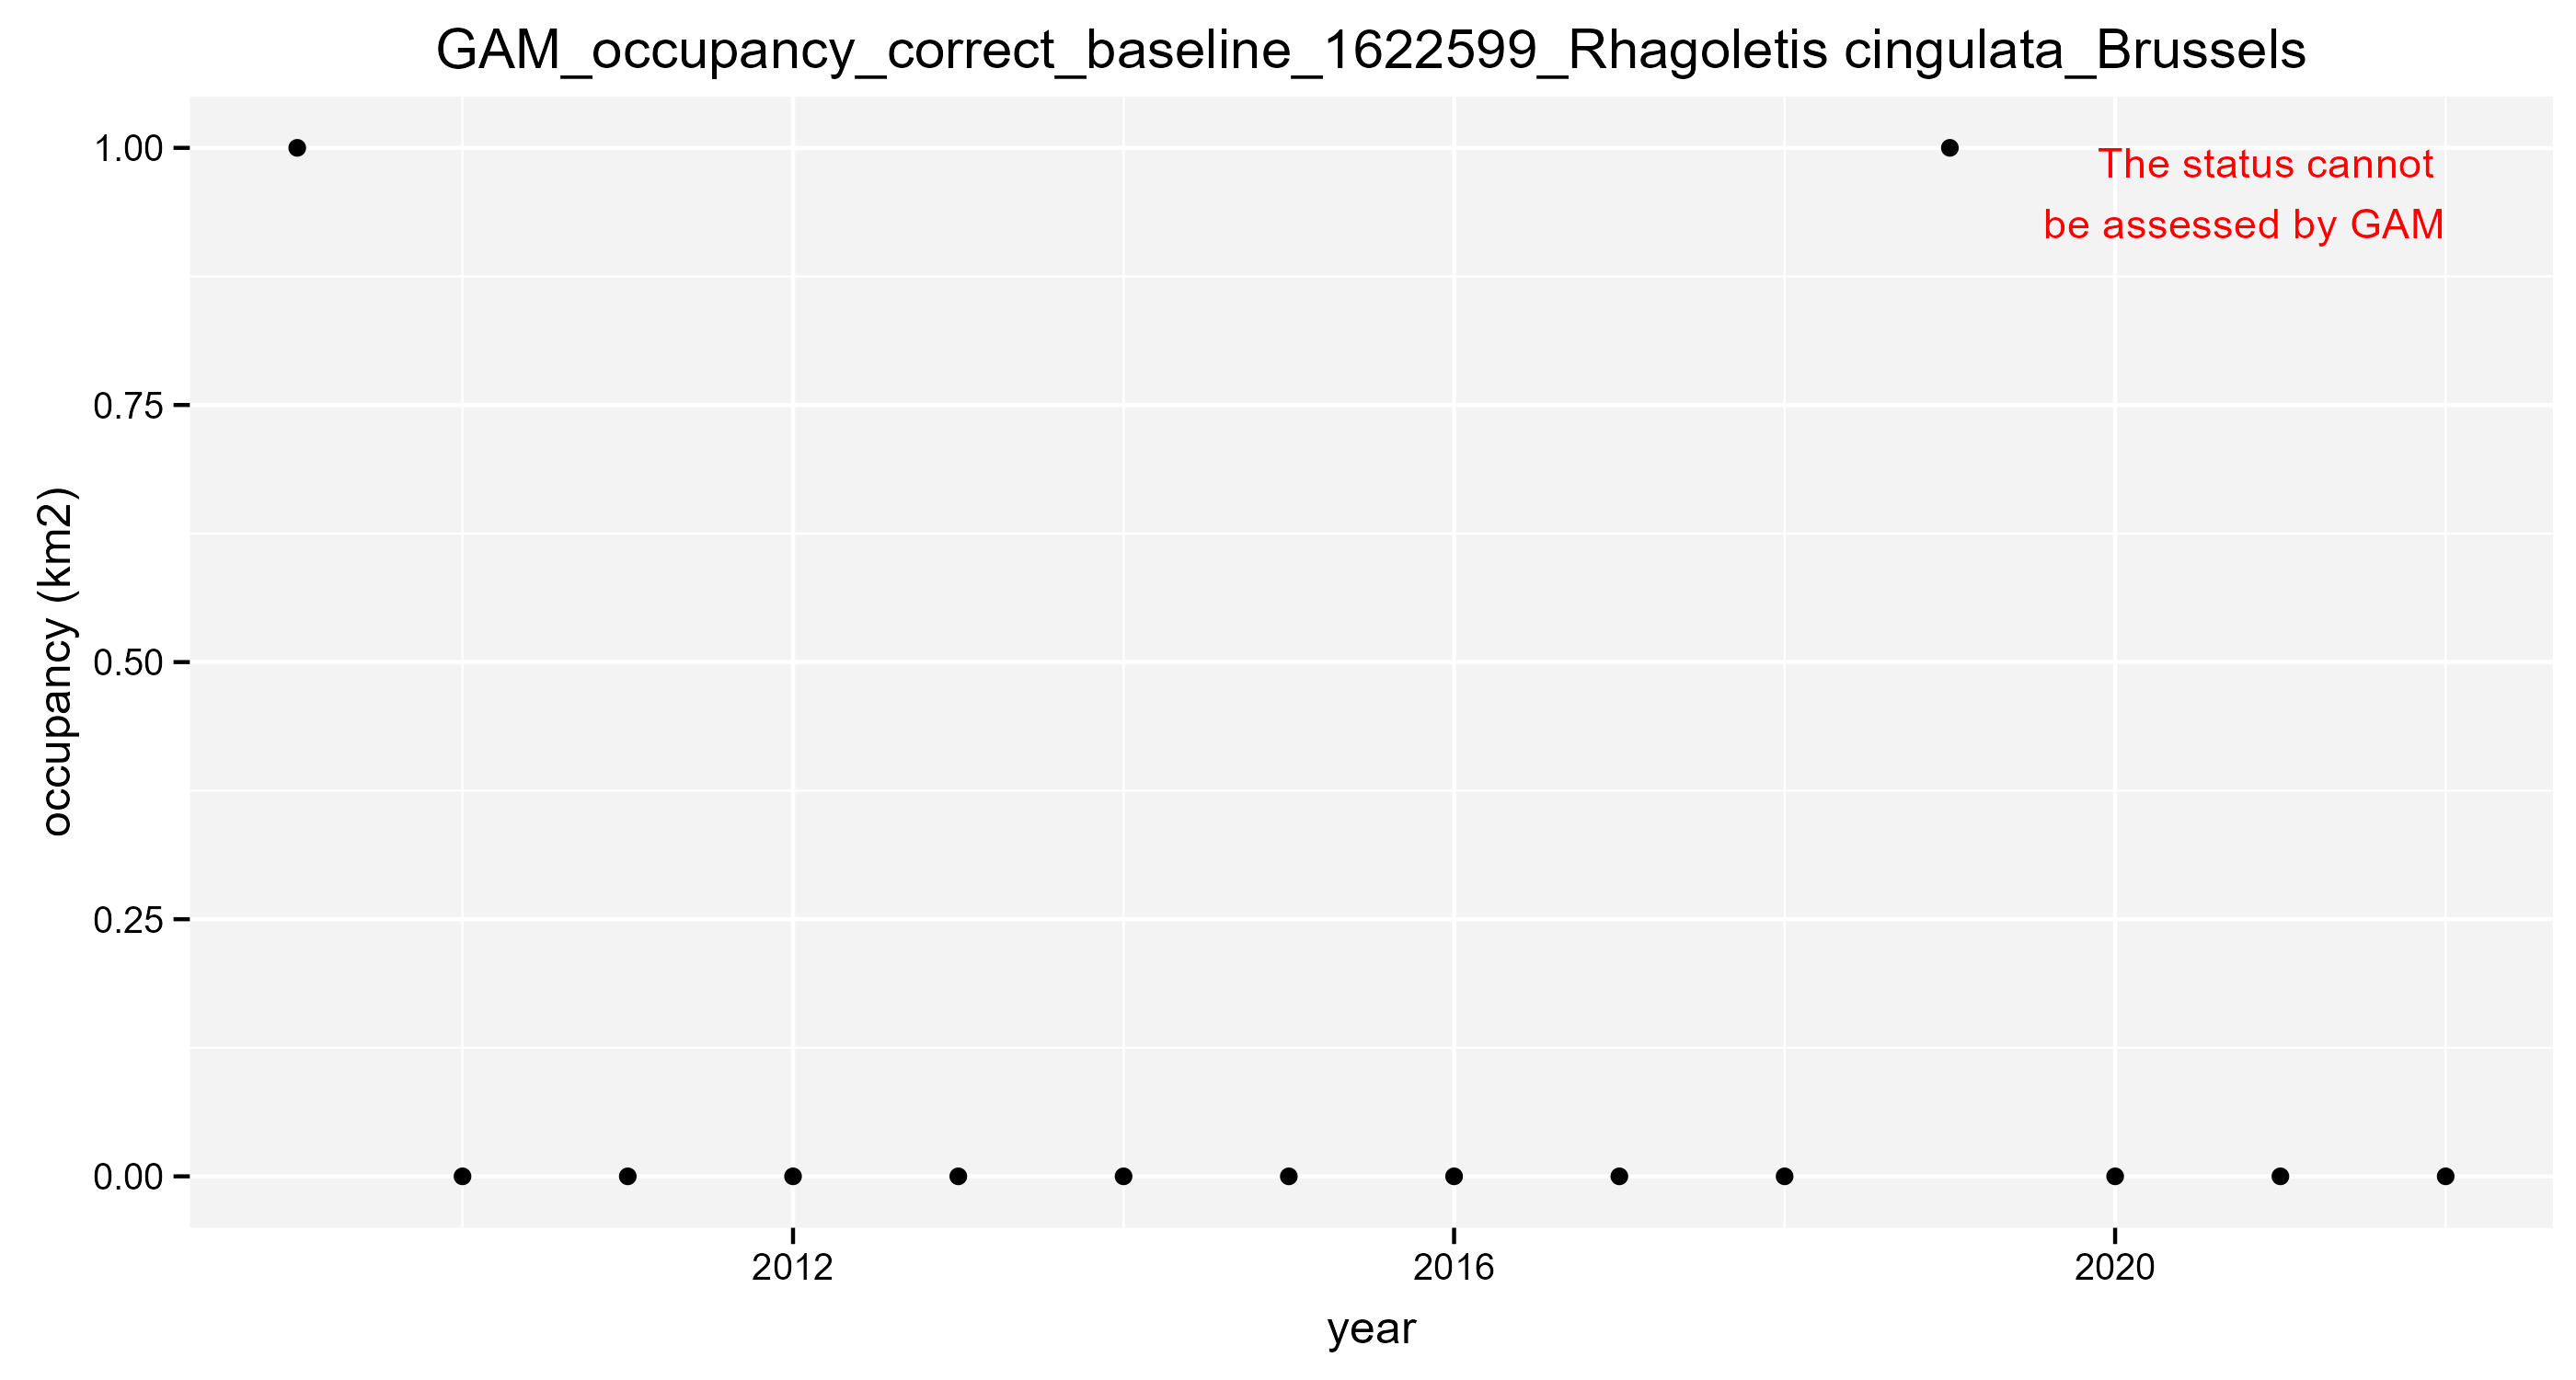 GAM_occupancy_correct_baseline_1622599_Rhagoletis cingulata_Brussels
1.00
The status cannot
be assessed by GAM
0.75
0.50
0.25
0.00
occupancy (km2)
2012 2016 2020
year